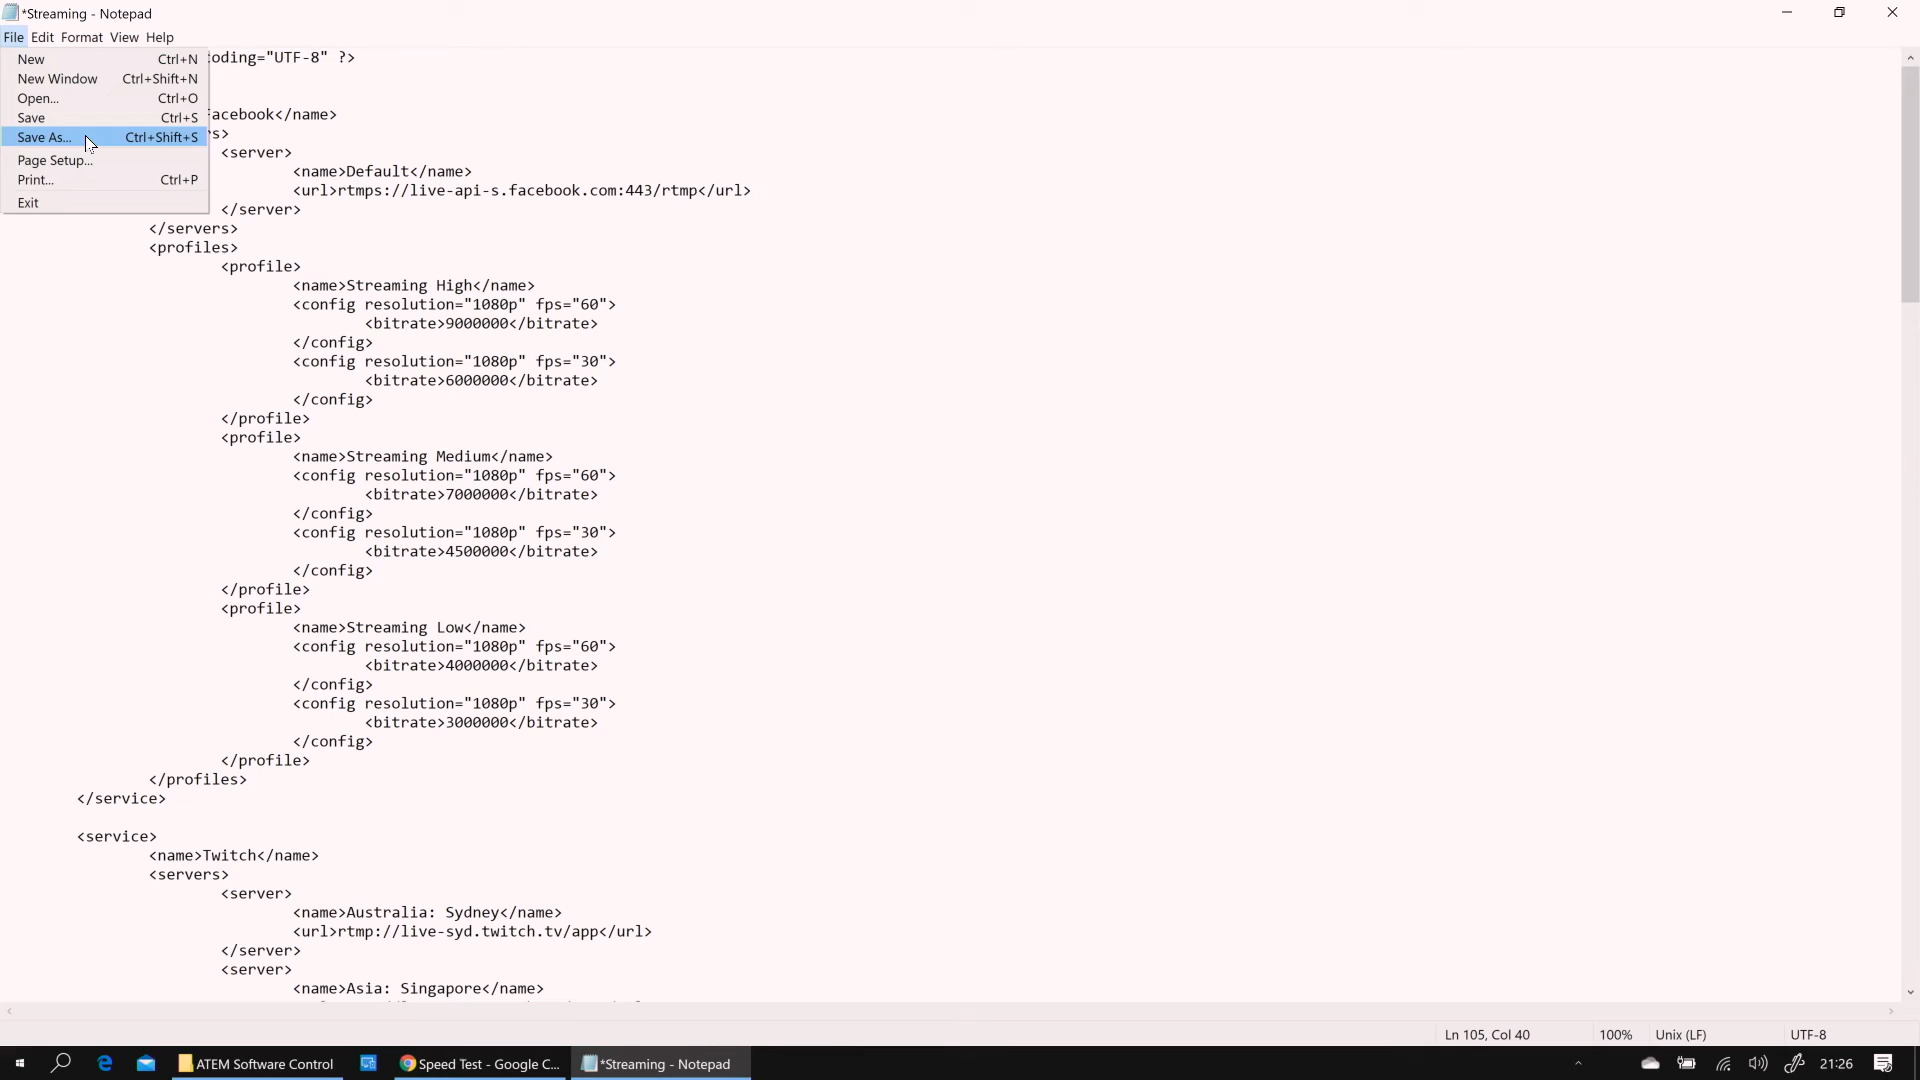 *Streaming - Notepad
File Edit Format View Help
New Ctrl+N
New Window Ctrl+Shift+N
Open... Ctrl+O
Save Ctrl+S
Save As... Ctrl+Shift+S
Page Setup...
Print... Ctrl+P
Exit
oding="UTF-8" ?>
Facebook</name>
rs>
<server>
<name>Default</name>
<url>rtmps://live-api-s.facebook.com:443/rtmp</url>
</server>
</servers>
<profiles>
<profile>
<name>Streaming High</name>
<config resolution="1080p" fps="60">
<bitrate>9000000</bitrate>
</config>
<config resolution="1080p" fps="30">
<bitrate>6000000</bitrate>
</config>
</profile>
<profile>
<name>Streaming Medium</name>
<config resolution="1080p" fps="60">
<bitrate>7000000</bitrate>
</config>
<config resolution="1080p" fps="30">
<bitrate>4500000</bitrate>
</config>
</profile>
<profile>
<name>Streaming Low</name>
<config resolution="1080p" fps="60">
<bitrate>4000000</bitrate>
</config>
<config resolution="1080p" fps="30">
<bitrate>3000000</bitrate>
</config>
</profile>
</profiles>
</service>
<service>
<name>Twitch</name>
<servers>
<server>
<name>Australia: Sydney</name>
<url>rtmp://live-syd.twitch.tv/app</url>
</server>
<server>
<name>Asia: Singapore</name>
Ln 105, Col 40 100% Unix (LF) UTF-8
ATEM Software Control Speed Test - Google C... *Streaming - Notepad 21:26